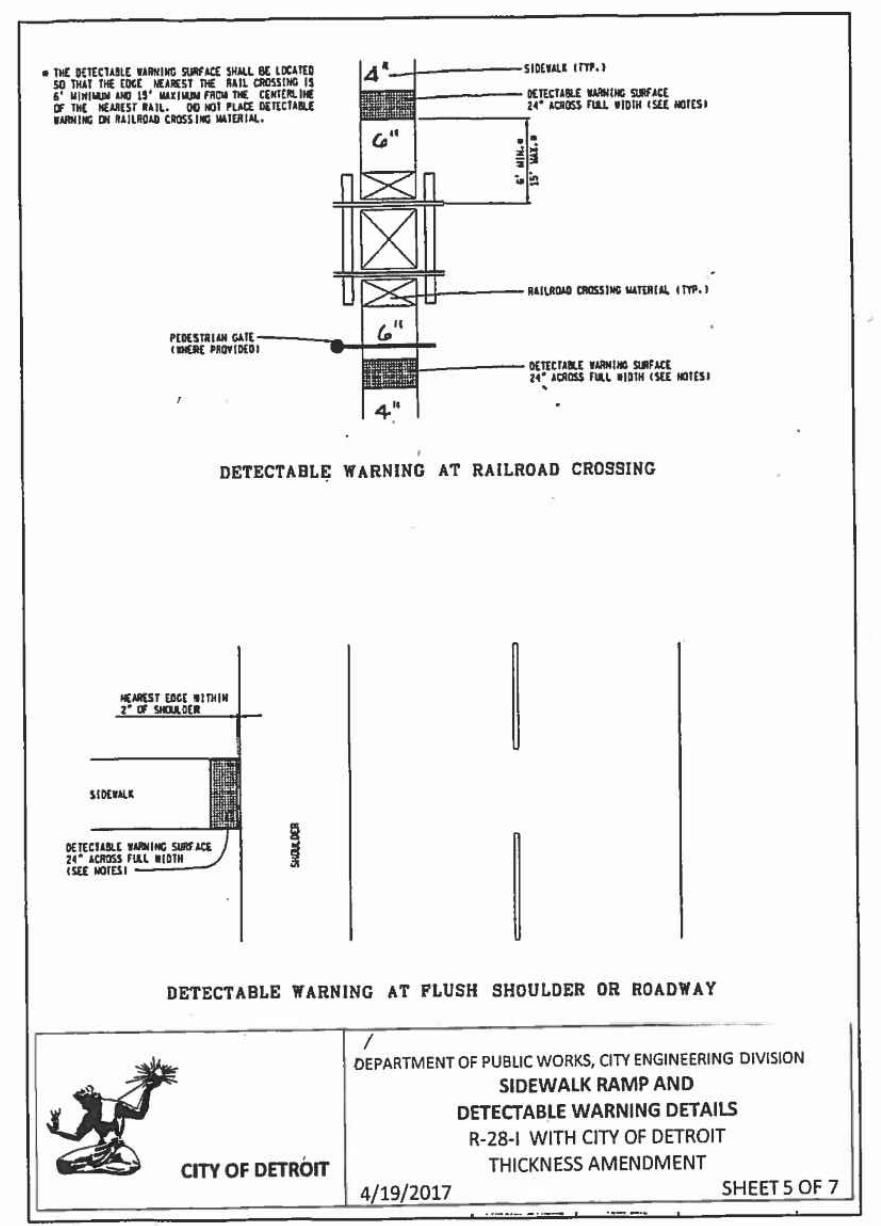 * THE DETECTABLE WARNING SURFACE SHALL BE LOCATED
SO THAT THE EDGE NEAREST THE RAIL CROSSING IS
6' MINIMUM AND 15' MAXIMUM FROM THE CENTERLINE
OF THE NEAREST RAIL. DO NOT PLACE DETECTABLE
WARNING ON RAILROAD CROSSING MATERIAL.
4"
SIDEWALK (TYP.)
DETECTABLE WARNING SURFACE
24" ACROSS FULL WIDTH (SEE NOTES)
6"
6' MIN.*
15' MAX.*
RAILROAD CROSSING MATERIAL (TYP.)
PEDESTRIAN GATE
(WHERE PROVIDED)
6"
DETECTABLE WARNING SURFACE
24" ACROSS FULL WIDTH (SEE NOTES)
4"
DETECTABLE WARNING AT RAILROAD CROSSING
NEAREST EDGE WITHIN
2" OF SHOULDER
SIDEWALK
SHOULDER
DETECTABLE WARNING SURFACE
24" ACROSS FULL WIDTH
(SEE NOTES)
DETECTABLE WARNING AT FLUSH SHOULDER OR ROADWAY
CITY OF DETROIT
DEPARTMENT OF PUBLIC WORKS, CITY ENGINEERING DIVISION
SIDEWALK RAMP AND
DETECTABLE WARNING DETAILS
R-28-I WITH CITY OF DETROIT
THICKNESS AMENDMENT
4/19/2017
SHEET 5 OF 7